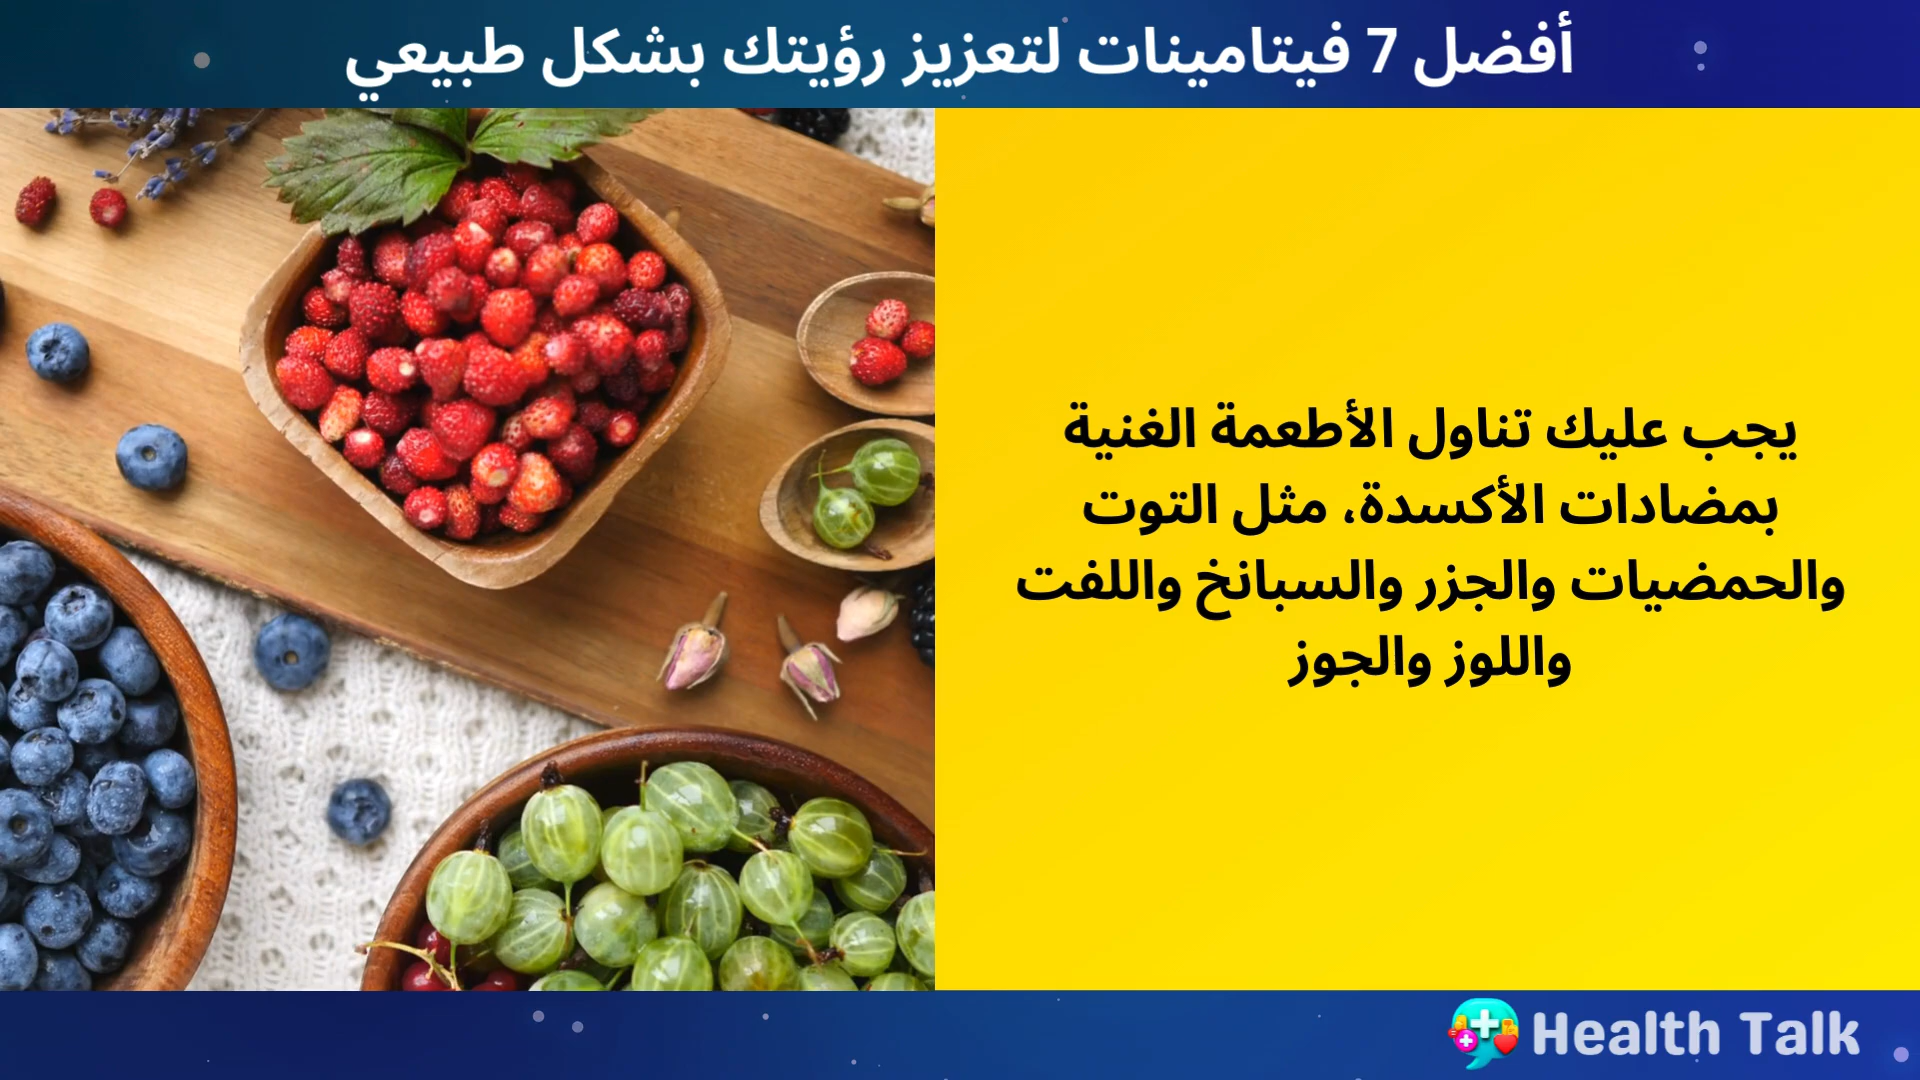 أفضل 7 فيتامينات لتعزيز رؤيتك بشكل طبيعي
يجب عليك تناول الأطعمة الغنية
بمضادات الأكسدة، مثل التوت
والحمضيات والجزر والسبانخ واللفت
واللوز والجوز
Health Talk